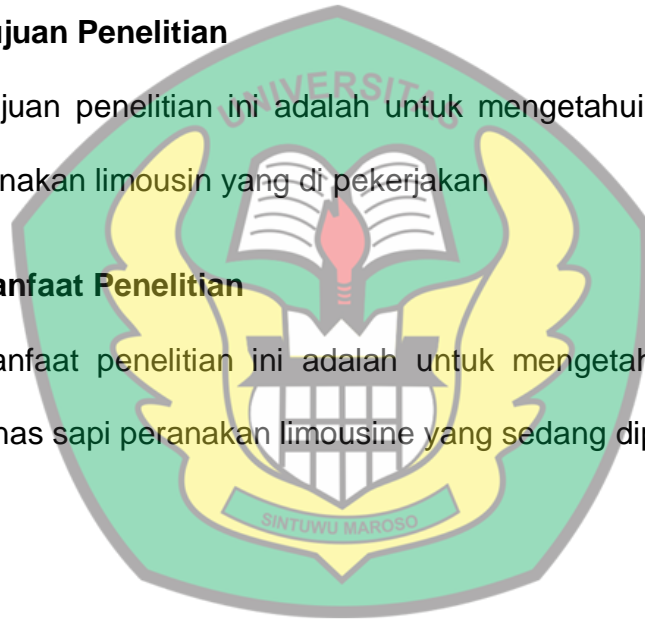 juan Penelitian
UNIVERSITAS
juan penelitian ini adalah untuk mengetahui
nakan limousin yang di pekerjakan
anfaat Penelitian
anfaat penelitian ini adalah untuk mengetah
nas sapi peranakan limousine yang sedang dip
SINTUWU MAROSO